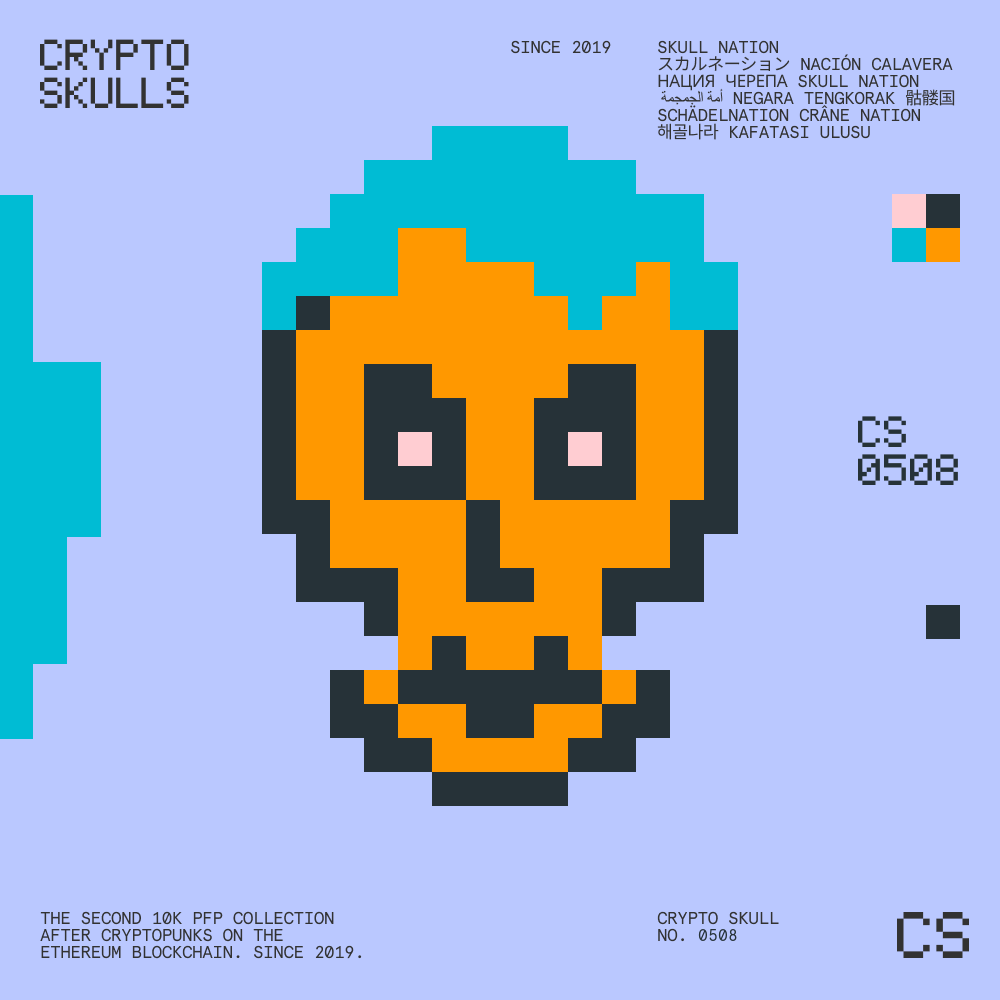 CRYPTO
SKULLS
SINCE 2019
SKULL NATION
スカルネーション NACIÓN CALAVERA
НАЦИЯ ЧЕРЕПА SKULL NATION
أمة الجمجمة NEGARA TENGKORAK 骷髅国
SCHÄDELNATION CRÂNE NATION
해골나라 KAFATASI ULUSU
CS
0508
THE SECOND 10K PFP COLLECTION
AFTER CRYPTOPUNKS ON THE
ETHEREUM BLOCKCHAIN. SINCE 2019.
CRYPTO SKULL
NO. 0508
CS